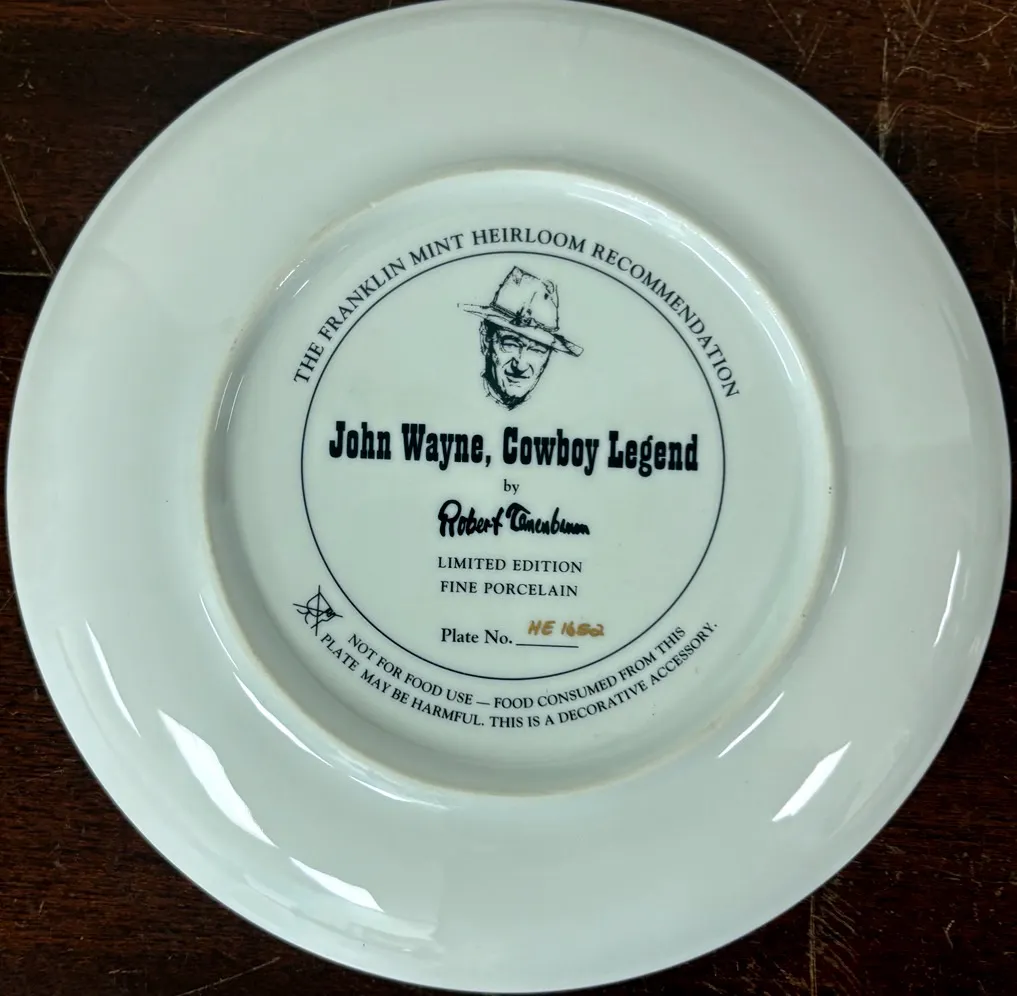 THE FRANKLIN MINT HEIRLOOM RECOMMENDATION
John Wayne, Cowboy Legend
by
Robert Tanenbaum
LIMITED EDITION
FINE PORCELAIN
Plate No. HE 1652
NOT FOR FOOD USE — FOOD CONSUMED FROM THIS
PLATE MAY BE HARMFUL. THIS IS A DECORATIVE ACCESSORY.